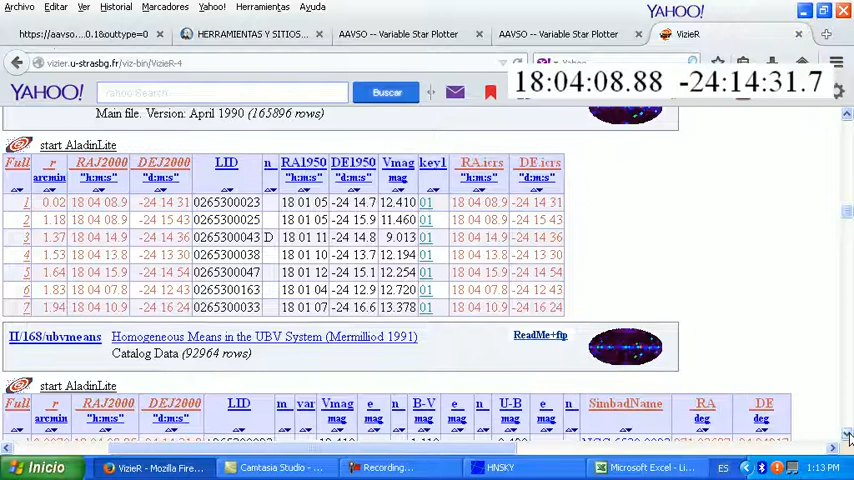 Archivo Editar Ver Historial Marcadores Yahoo! Herramientas Ayuda
YAHOO!
https://aavso....0.18&outtype=0 HERRAMIENTAS Y SITIOS... AAVSO -- Variable Star Plotter AAVSO -- Variable Star Plotter VizieR
vizier.u-strasbg.fr/viz-bin/VizieR-4
18:04:08.88 -24:14:31.7
YAHOO! Buscar
Main file. Version: April 1990 (165896 rows)
start AladinLite
Full r RAJ2000 DEJ2000 LID n RA1950 DE1950 Vmag key1 RA.icrs DE.icrs
arcmin "h:m:s" "d:m:s" "h:m:s" "d:m:s" mag "h:m:s" "d:m:s"
1 0.02 18 04 08.9 -24 14 31 0265300023 18 01 05 -24 14.7 12.410 01 18 04 08.9 -24 14 31
2 1.18 18 04 08.9 -24 15 43 0265300025 18 01 05 -24 15.9 11.460 01 18 04 08.9 -24 15 43
3 1.37 18 04 14.9 -24 14 36 0265300043 D 18 01 11 -24 14.8 9.013 01 18 04 14.9 -24 14 36
4 1.53 18 04 13.8 -24 13 30 0265300038 18 01 10 -24 13.7 12.194 01 18 04 13.8 -24 13 30
5 1.64 18 04 15.9 -24 14 54 0265300047 18 01 12 -24 15.1 12.254 01 18 04 15.9 -24 14 54
6 1.83 18 04 07.8 -24 12 43 0265300163 18 01 04 -24 12.9 12.720 01 18 04 07.8 -24 12 43
7 1.94 18 04 10.9 -24 16 24 0265300033 18 01 07 -24 16.6 13.378 01 18 04 10.9 -24 16 24
II/168/ubvmeans Homogeneous Means in the UBV System (Mermilliod 1991) ReadMe+ftp
Catalog Data (92964 rows)
start AladinLite
Full r RAJ2000 DEJ2000 LID m var Vmag e n B-V e n U-B e n SimbadName RA DE
arcmin "h:m:s" "d:m:s" mag mag mag mag mag mag deg deg
Inicio VizieR - Mozilla Fire... Camtasia Studio - ... Recording... HNSKY Microsoft Excel - Li... ES 1:13 PM